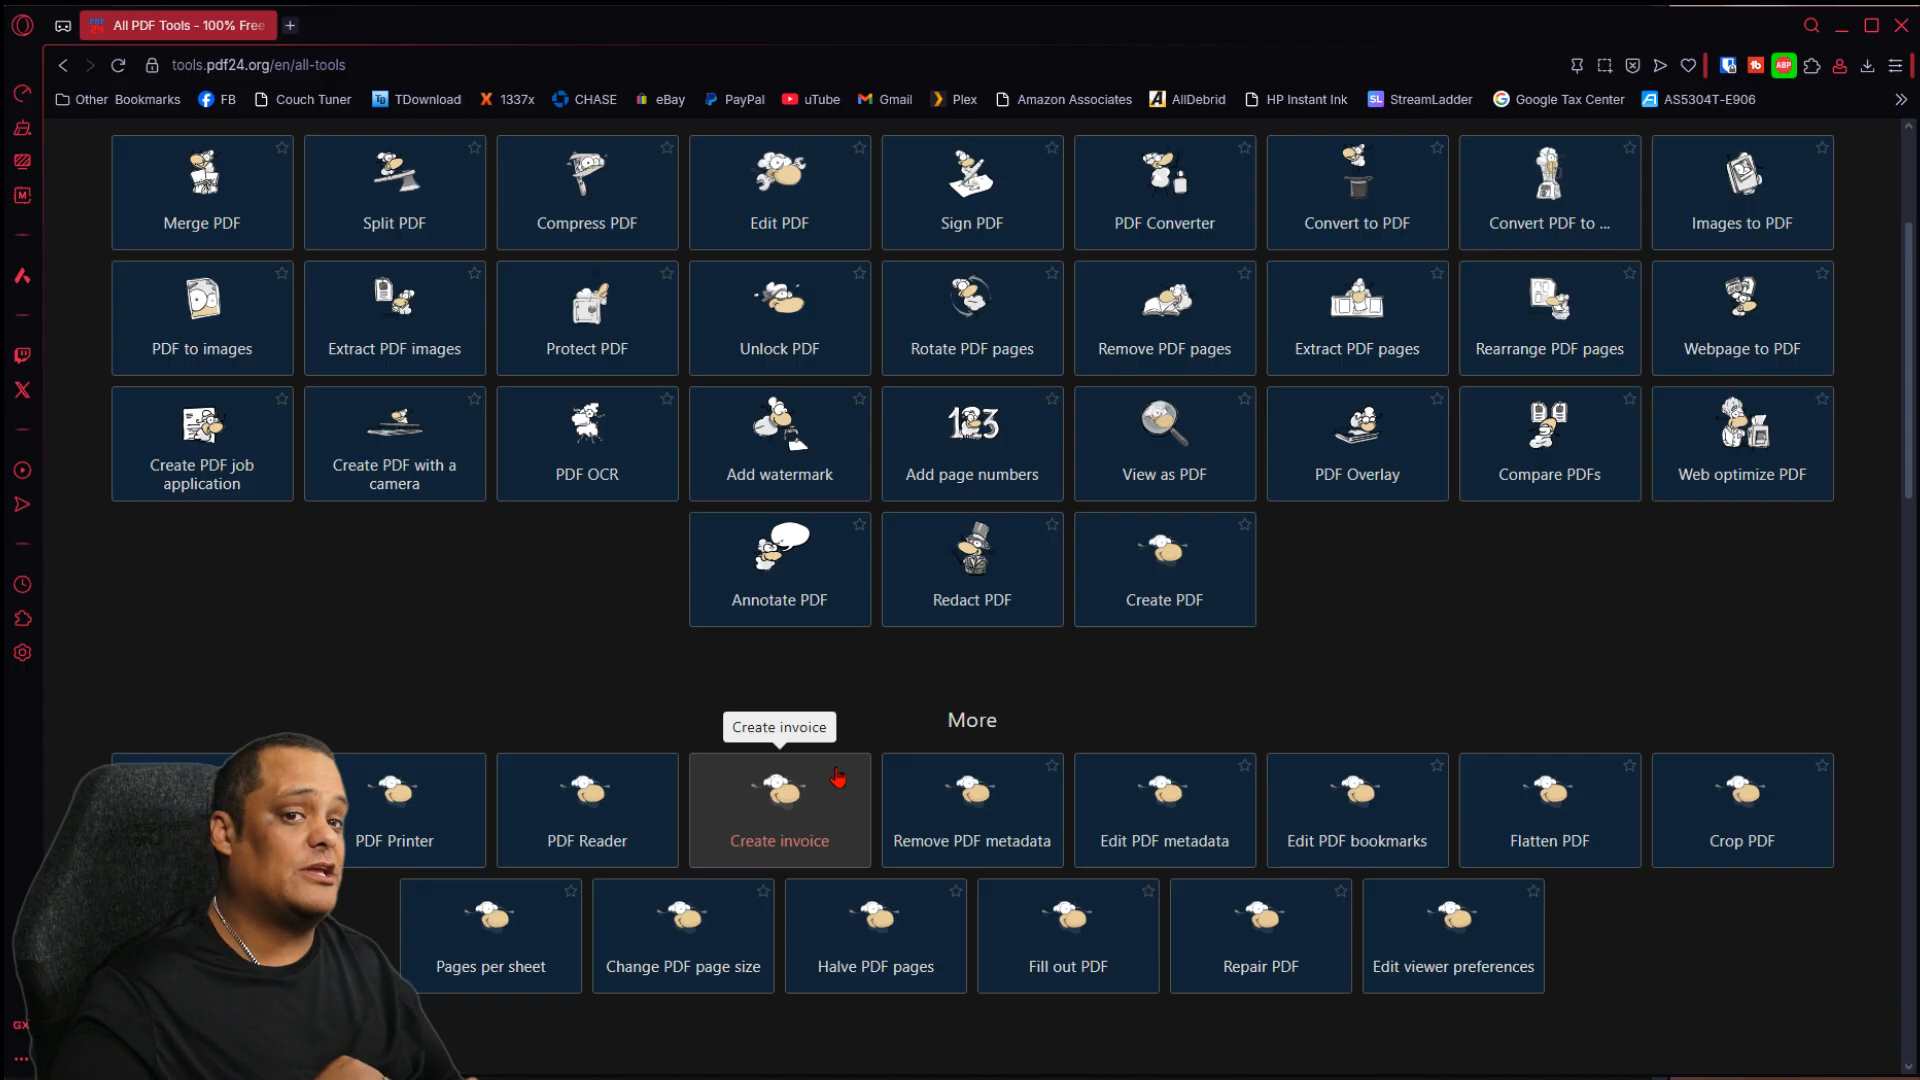 PDF 24 All PDF Tools - 100% Free
tools.pdf24.org/en/all-tools
ABP
Other Bookmarks FB Couch Tuner TDownload 1337x CHASE eBay PayPal uTube Gmail Plex Amazon Associates AllDebrid HP Instant Ink SL StreamLadder Google Tax Center AS5304T-E906
Merge PDF Split PDF Compress PDF Edit PDF Sign PDF PDF Converter Convert to PDF Convert PDF to ... Images to PDF
PDF to images Extract PDF images Protect PDF Unlock PDF Rotate PDF pages Remove PDF pages Extract PDF pages Rearrange PDF pages Webpage to PDF
123
Create PDF job application Create PDF with a camera PDF OCR Add watermark Add page numbers View as PDF PDF Overlay Compare PDFs Web optimize PDF
Annotate PDF Redact PDF Create PDF
More
Create invoice
PDF Printer PDF Reader Create invoice Remove PDF metadata Edit PDF metadata Edit PDF bookmarks Flatten PDF Crop PDF
Pages per sheet Change PDF page size Halve PDF pages Fill out PDF Repair PDF Edit viewer preferences
GX